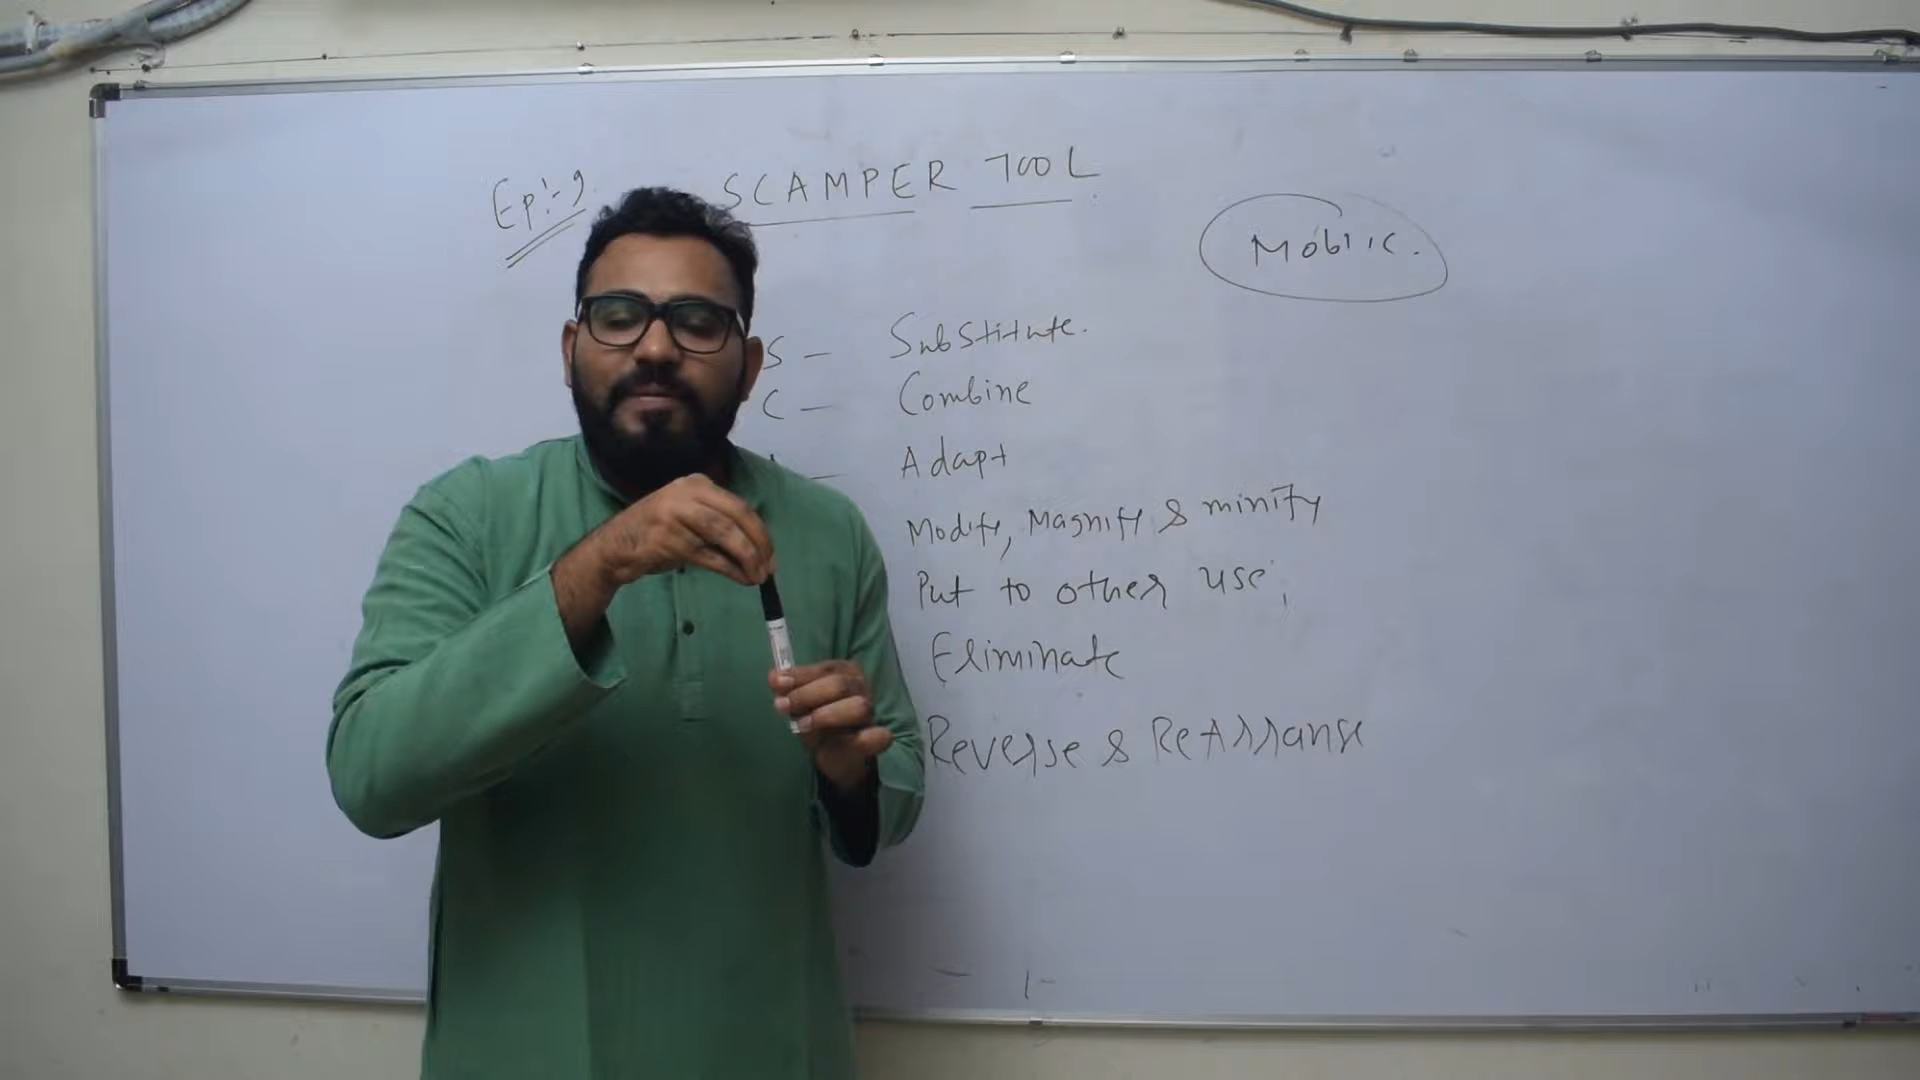 Ep:-9 SCAMPER TOOL
Mobile.
S - Substitute.
C - Combine
Adapt
Modify, Magnify & minify
Put to other use,
Eliminate
Reverse & ReArrange